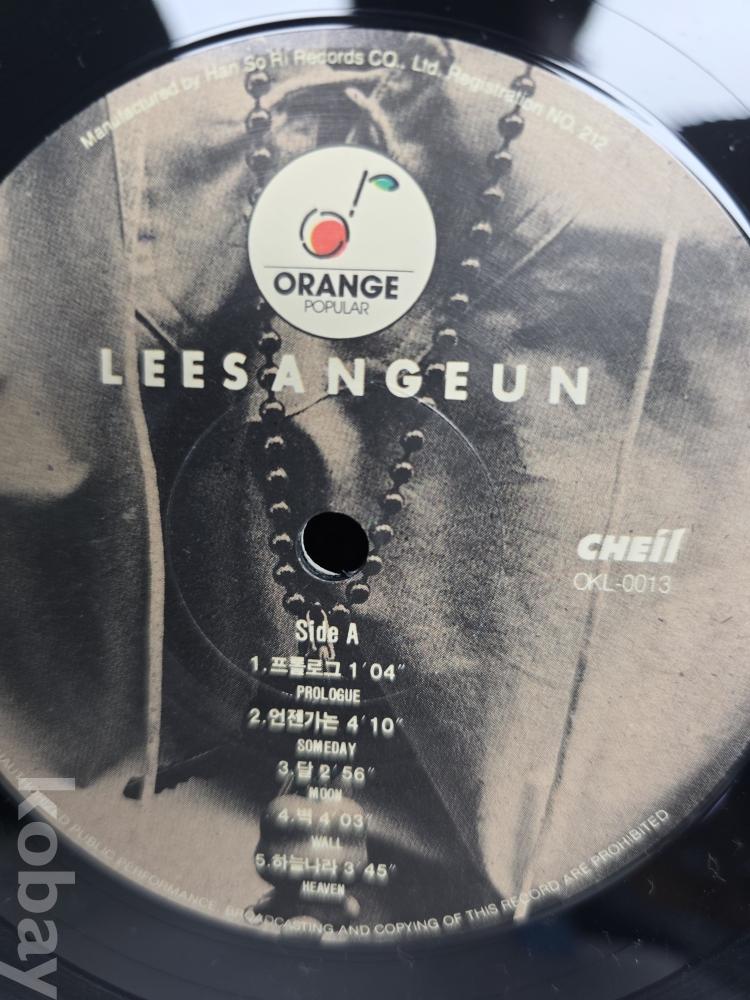 Manufactured by Han So Ri Records CO., Ltd. Registration NO. 212
ORANGE
POPULAR
LEESANGEUN
CHEil
OKL-0013
Side A
1.프롤로그 1'04"
PROLOGUE
2.언젠가는 4'10"
SOMEDAY
3.달 2'56"
MOON
4.벽 4'03"
WALL
5.하늘나라 3'45"
HEAVEN
PUBLIC PERFORMANCE, BROADCASTING AND COPYING OF THIS RECORD ARE PROHIBITED
kobay